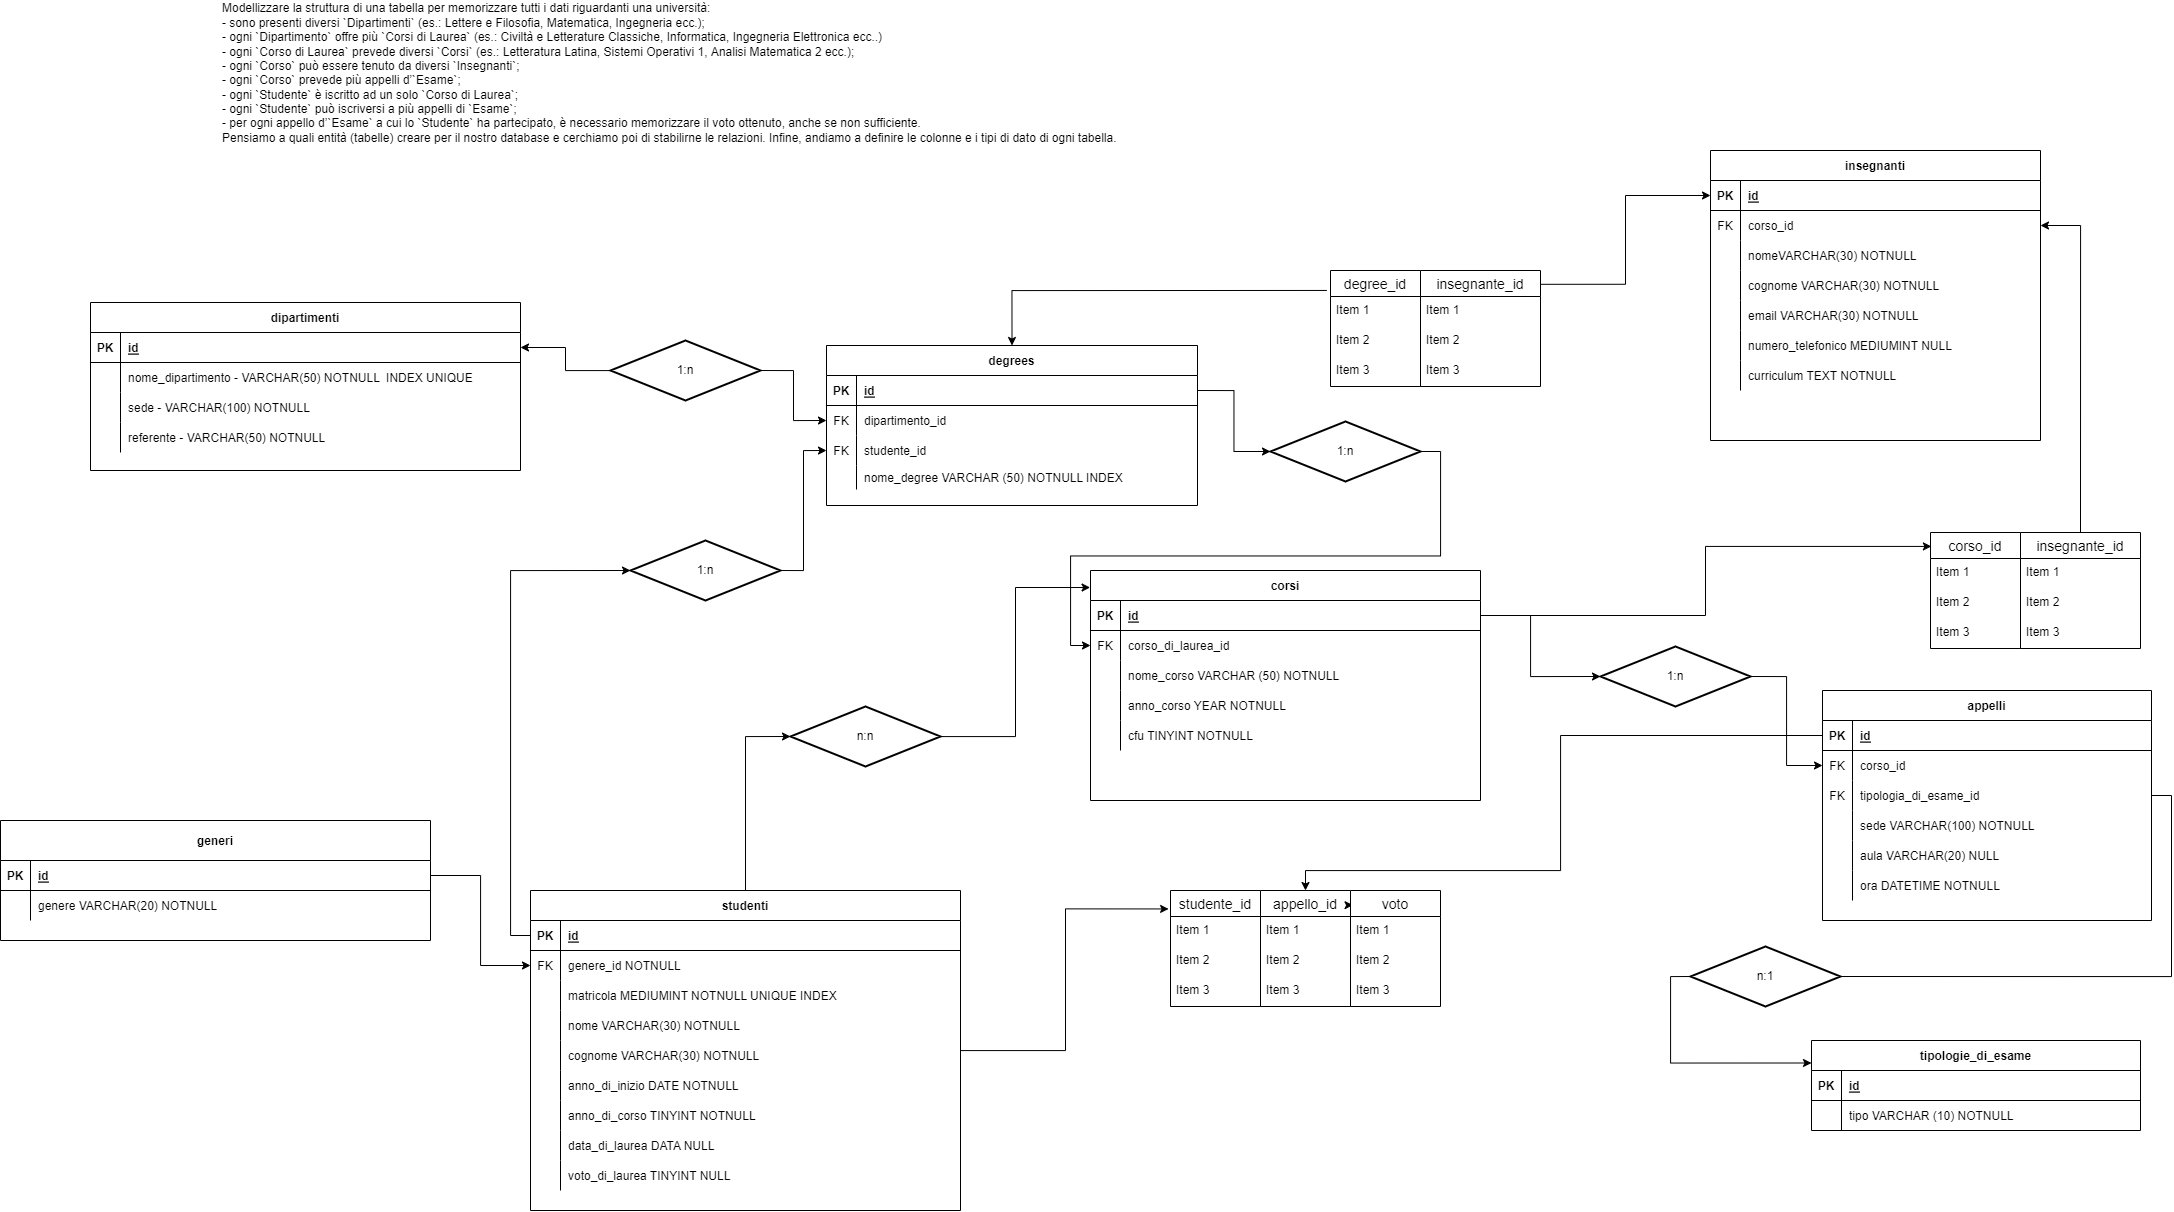 Modellizzare la struttura di una tabella per memorizzare tutti i dati riguardanti una università:
- sono presenti diversi `Dipartimenti` (es.: Lettere e Filosofia, Matematica, Ingegneria ecc.);
- ogni `Dipartimento` offre più `Corsi di Laurea` (es.: Civiltà e Letterature Classiche, Informatica, Ingegneria Elettronica ecc..)
- ogni `Corso di Laurea` prevede diversi `Corsi` (es.: Letteratura Latina, Sistemi Operativi 1, Analisi Matematica 2 ecc.);
- ogni `Corso` può essere tenuto da diversi `Insegnanti`;
- ogni `Corso` prevede più appelli d'`Esame`;
- ogni `Studente` è iscritto ad un solo `Corso di Laurea`;
- ogni `Studente` può iscriversi a più appelli di `Esame`;
- per ogni appello d'`Esame` a cui lo `Studente` ha partecipato, è necessario memorizzare il voto ottenuto, anche se non sufficiente.
Pensiamo a quali entità (tabelle) creare per il nostro database e cerchiamo poi di stabilirne le relazioni. Infine, andiamo a definire le colonne e i tipi di dato di ogni tabella.
insegnanti
PK id
FK corso_id
nomeVARCHAR(30) NOTNULL
cognome VARCHAR(30) NOTNULL
email VARCHAR(30) NOTNULL
numero_telefonico MEDIUMINT NULL
curriculum TEXT NOTNULL
degree_id insegnante_id
Item 1 Item 1
Item 2 Item 2
Item 3 Item 3
dipartimenti
PK id
nome_dipartimento - VARCHAR(50) NOTNULL  INDEX UNIQUE
sede - VARCHAR(100) NOTNULL
referente - VARCHAR(50) NOTNULL
1:n
degrees
PK id
FK dipartimento_id
FK studente_id
nome_degree VARCHAR (50) NOTNULL INDEX
1:n
1:n
corso_id insegnante_id
Item 1 Item 1
Item 2 Item 2
Item 3 Item 3
corsi
PK id
FK corso_di_laurea_id
nome_corso VARCHAR (50) NOTNULL
anno_corso YEAR NOTNULL
cfu TINYINT NOTNULL
1:n
n:n
appelli
PK id
FK corso_id
FK tipologia_di_esame_id
sede VARCHAR(100) NOTNULL
aula VARCHAR(20) NULL
ora DATETIME NOTNULL
generi
PK id
genere VARCHAR(20) NOTNULL
studenti
PK id
FK genere_id NOTNULL
matricola MEDIUMINT NOTNULL UNIQUE INDEX
nome VARCHAR(30) NOTNULL
cognome VARCHAR(30) NOTNULL
anno_di_inizio DATE NOTNULL
anno_di_corso TINYINT NOTNULL
data_di_laurea DATA NULL
voto_di_laurea TINYINT NULL
studente_id appello_id voto
Item 1 Item 1 Item 1
Item 2 Item 2 Item 2
Item 3 Item 3 Item 3
n:1
tipologie_di_esame
PK id
tipo VARCHAR (10) NOTNULL